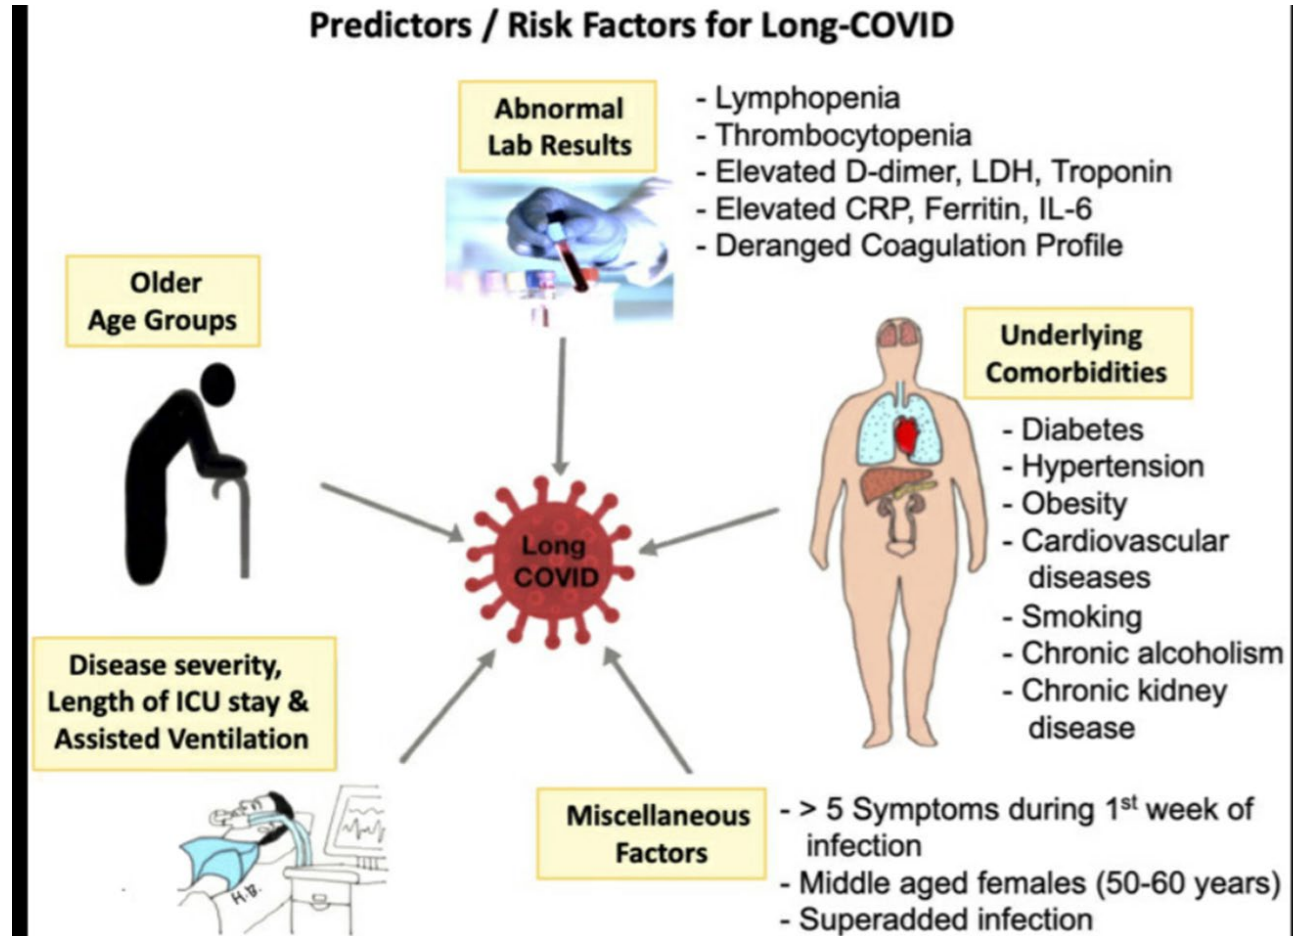 Predictors / Risk Factors for Long-COVID
Abnormal
Lab Results
- Lymphopenia
- Thrombocytopenia
- Elevated D-dimer, LDH, Troponin
- Elevated CRP, Ferritin, IL-6
- Deranged Coagulation Profile
Older
Age Groups
Underlying
Comorbidities
- Diabetes
- Hypertension
- Obesity
- Cardiovascular
diseases
- Smoking
- Chronic alcoholism
- Chronic kidney
disease
Long
COVID
Disease severity,
Length of ICU stay &
Assisted Ventilation
H.B.
Miscellaneous
Factors
- > 5 Symptoms during 1st week of
infection
- Middle aged females (50-60 years)
- Superadded infection